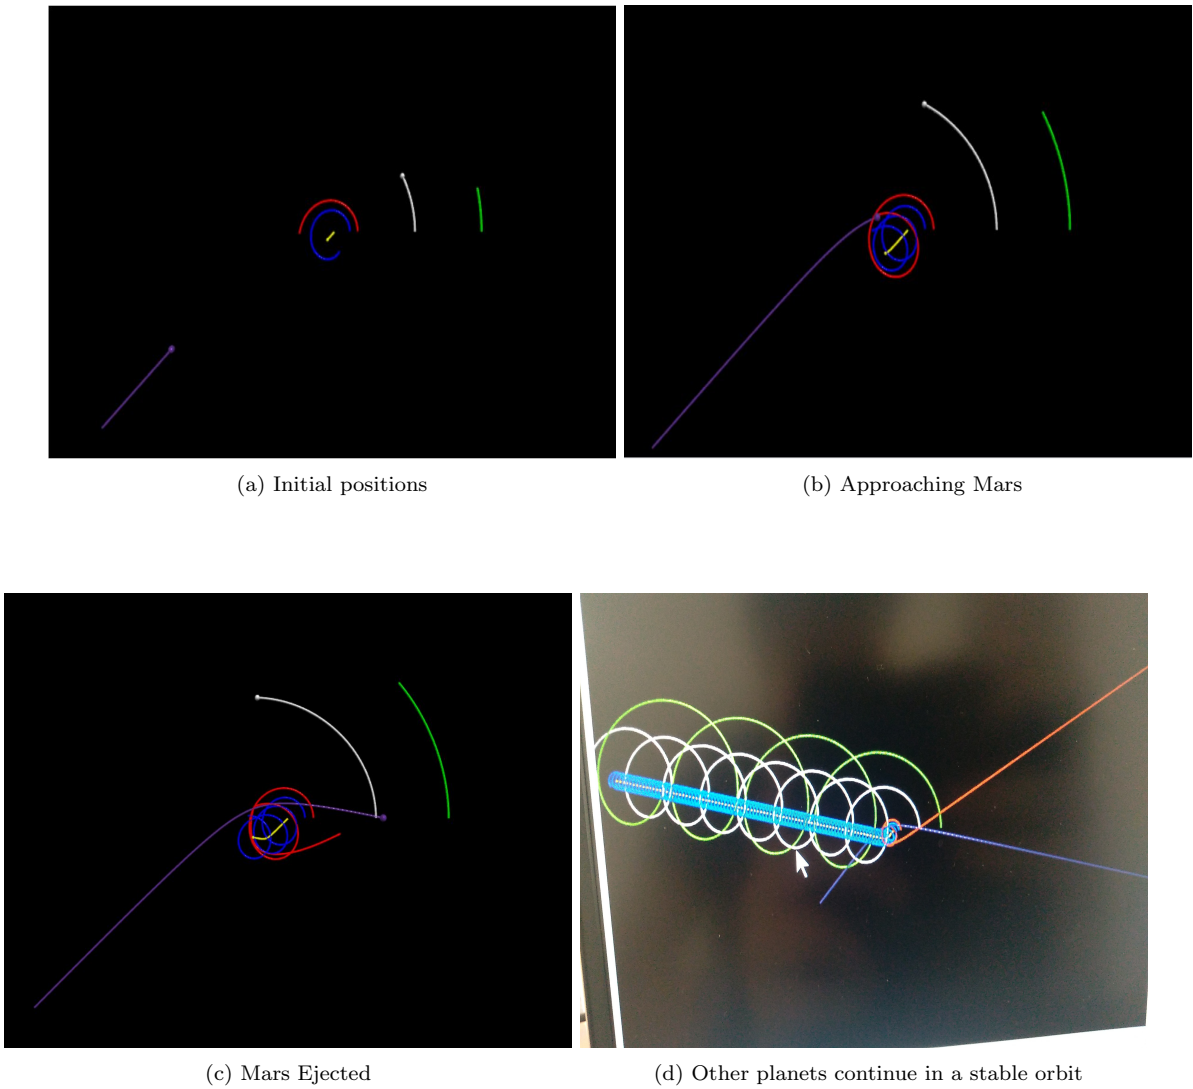 (a) Initial positions
(b) Approaching Mars
(c) Mars Ejected
(d) Other planets continue in a stable orbit